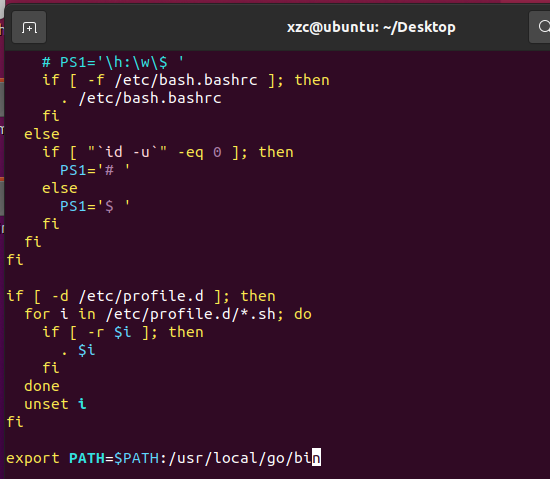 xzc@ubuntu: ~/Desktop
    # PS1='\h:\w\$ '
    if [ -f /etc/bash.bashrc ]; then
      . /etc/bash.bashrc
    fi
  else
    if [ "`id -u`" -eq 0 ]; then
      PS1='# '
    else
      PS1='$ '
    fi
  fi
fi

if [ -d /etc/profile.d ]; then
  for i in /etc/profile.d/*.sh; do
    if [ -r $i ]; then
      . $i
    fi
  done
  unset i
fi

export PATH=$PATH:/usr/local/go/bin